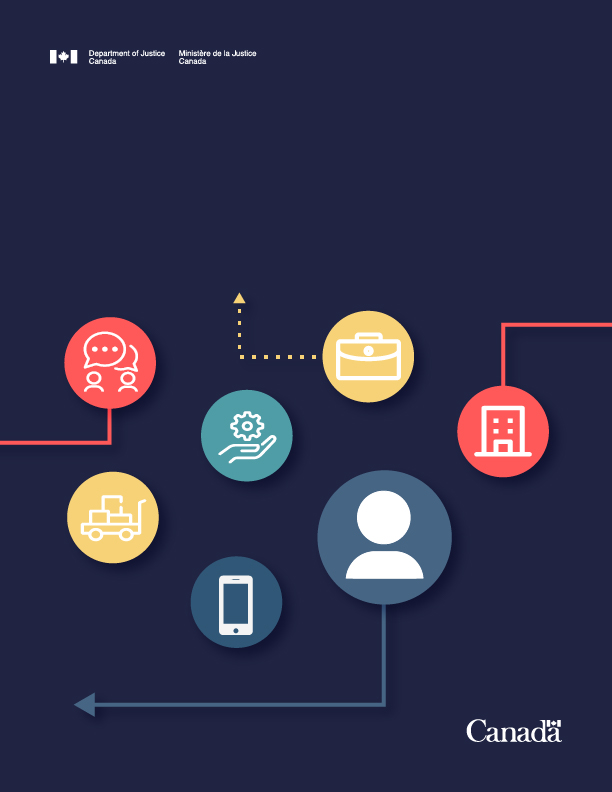 Department of Justice
Canada
Ministère de la Justice
Canada
Canada